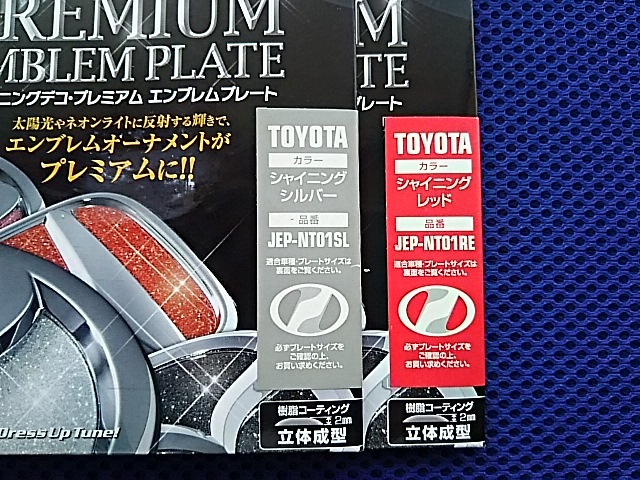 PREMIUM
EMBLEM PLATE
ニングデコ・プレミアム エンブレムプレート
太陽光やネオンライトに反射する輝きで、
エンブレムオーナメントが
プレミアムに!!
Dress Up Tune!
TOYOTA
カラー
シャイニング
シルバー
品番
JEP-NT01SL
適合車種・プレートサイズは
裏面をご覧ください。
必ずプレートサイズを
ご確認の上、
お買い求めください。
樹脂コーティング
± 2mm
立体成型
M
TE
プレート
TOYOTA
カラー
シャイニング
レッド
品番
JEP-NT01RE
適合車種・プレートサイズは
裏面をご覧ください。
必ずプレートサイズを
ご確認の上、
お買い求めください。
樹脂コーティング
± 2mm
立体成型